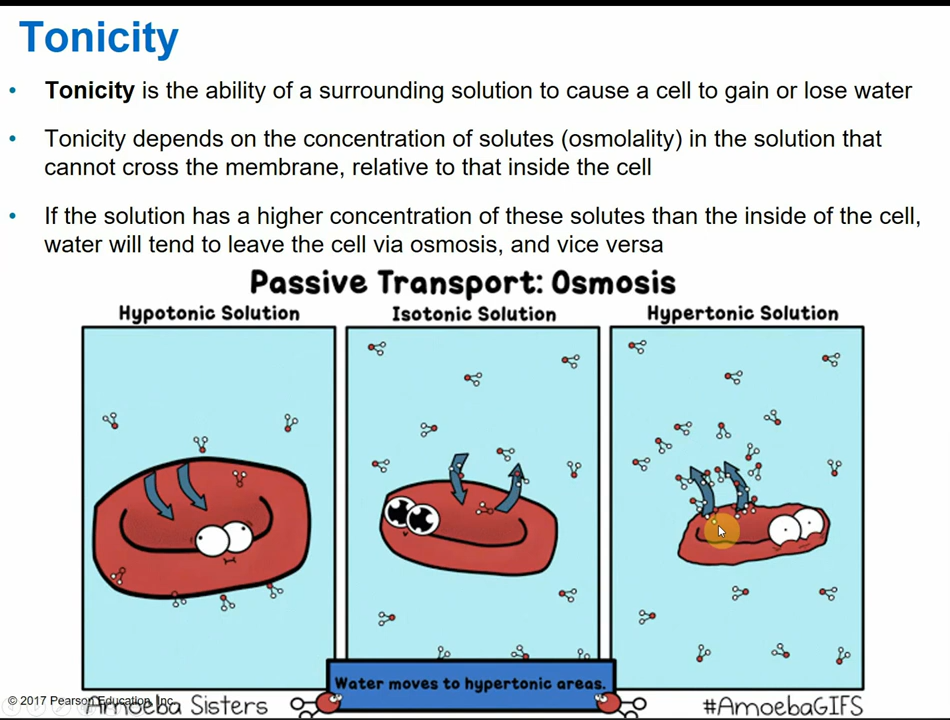 Tonicity
• Tonicity is the ability of a surrounding solution to cause a cell to gain or lose water
• Tonicity depends on the concentration of solutes (osmolality) in the solution that
cannot cross the membrane, relative to that inside the cell
• If the solution has a higher concentration of these solutes than the inside of the cell,
water will tend to leave the cell via osmosis, and vice versa
Passive Transport: Osmosis
Hypotonic Solution
Isotonic Solution
Hypertonic Solution
Water moves to hypertonic areas.
© 2017 Pearson Education, Inc.
Amoeba Sisters
#AmoebaGIFS